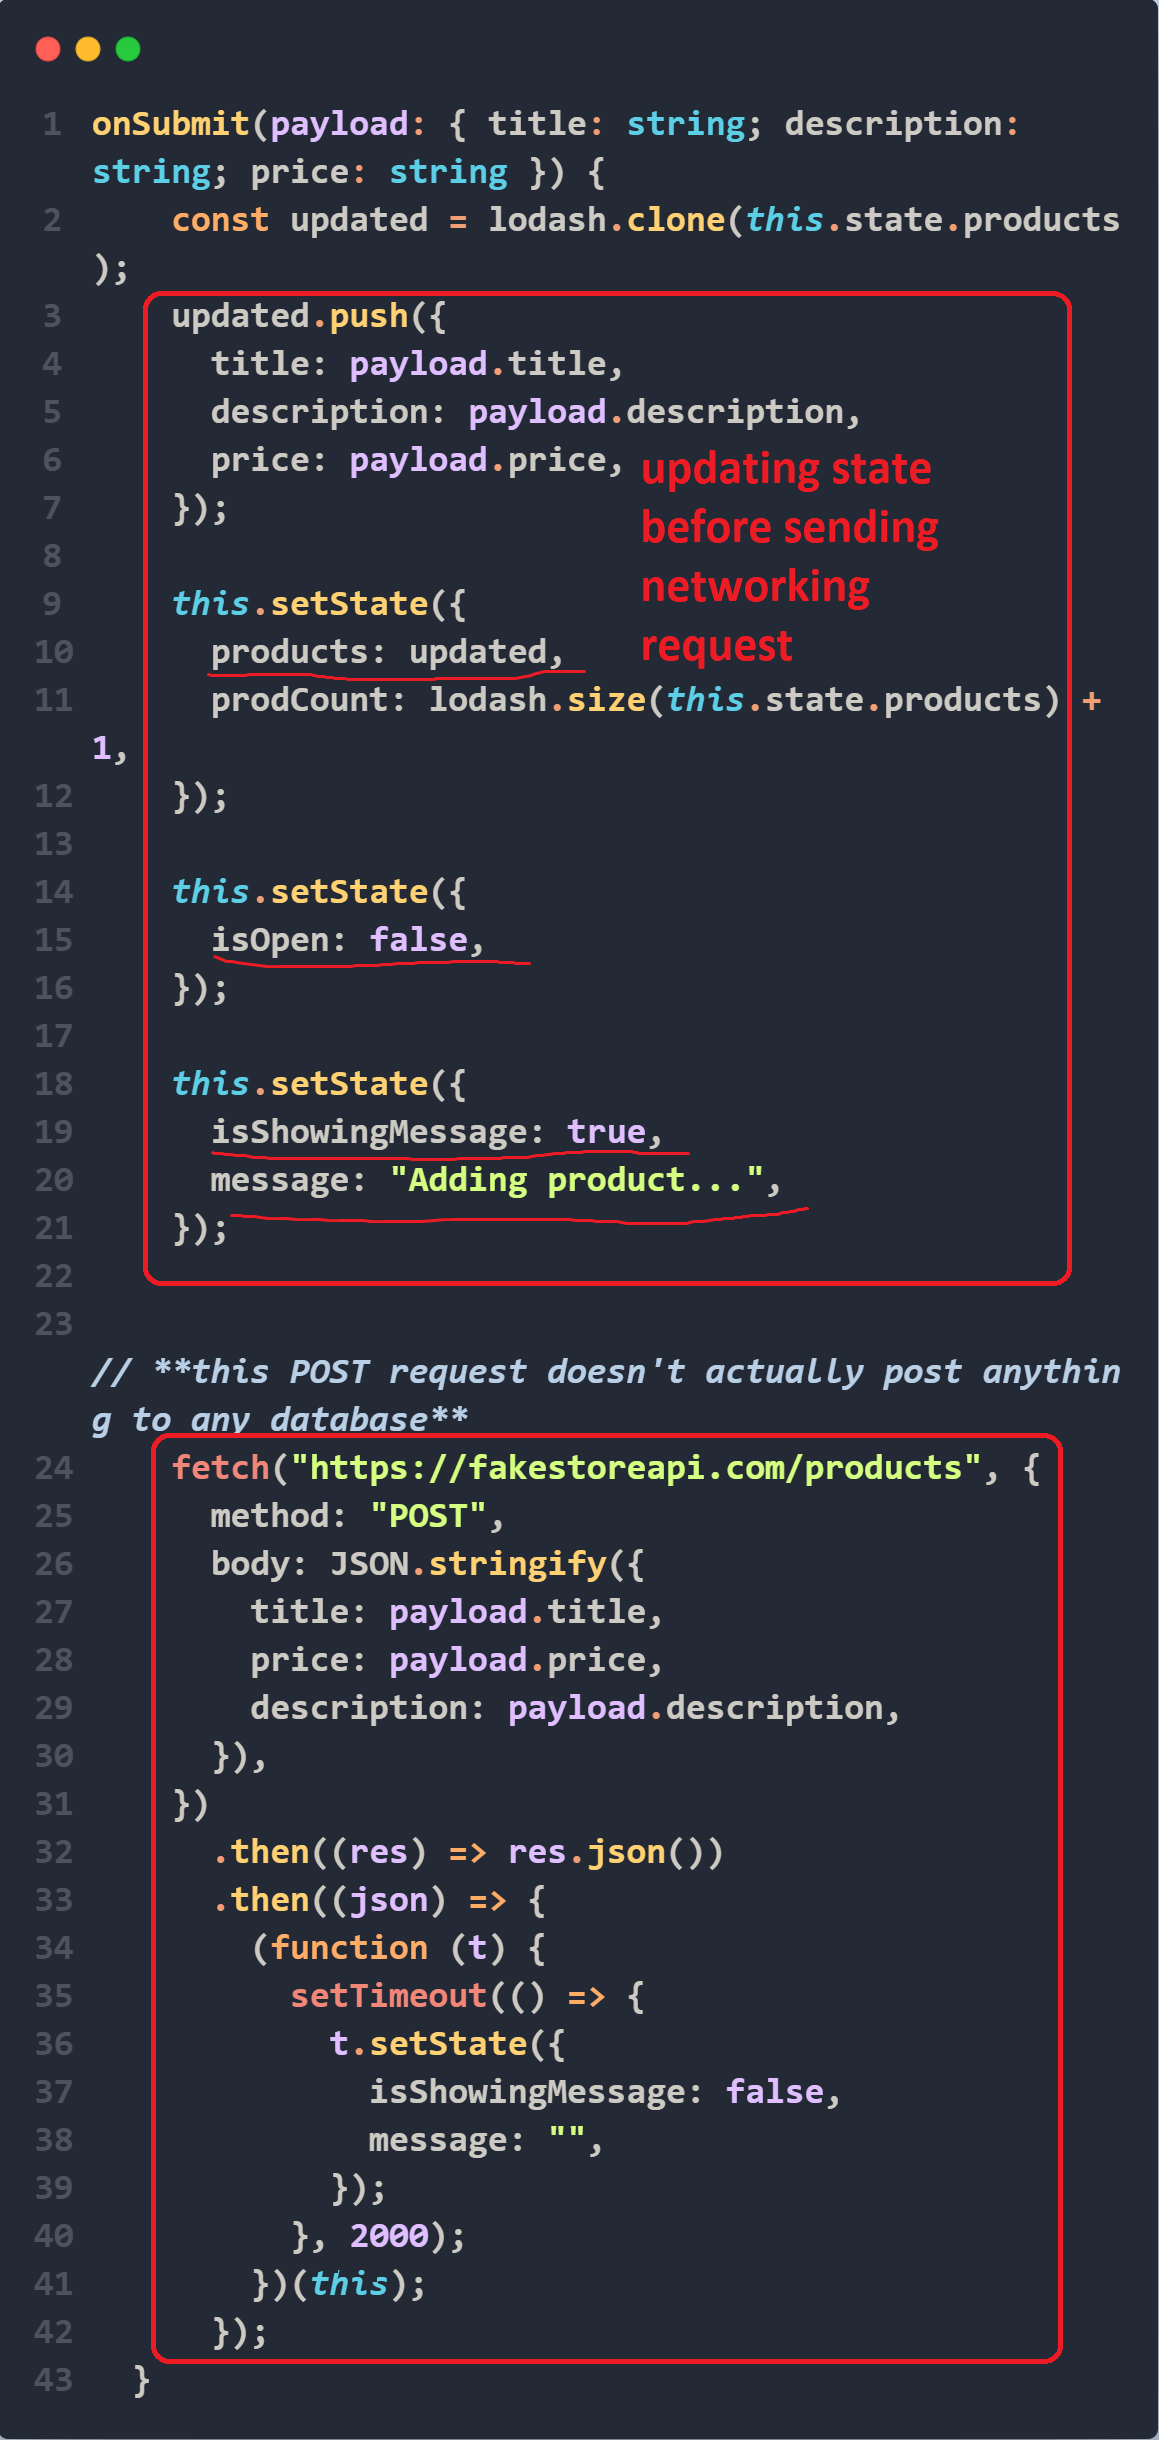 1 onSubmit(payload: { title: string; description:
string; price: string }) {
2 const updated = lodash.clone(this.state.products
);
3 updated.push({
4 title: payload.title,
5 description: payload.description,
6 price: payload.price,
updating state
before sending
networking
request
7 });
8
9 this.setState({
10 products: updated,
11 prodCount: lodash.size(this.state.products) +
1,
12 });
13
14 this.setState({
15 isOpen: false,
16 });
17
18 this.setState({
19 isShowingMessage: true,
20 message: "Adding product...",
21 });
22
23
// **this POST request doesn't actually post anythin
g to any database**
24 fetch("https://fakestoreapi.com/products", {
25 method: "POST",
26 body: JSON.stringify({
27 title: payload.title,
28 price: payload.price,
29 description: payload.description,
30 }),
31 })
32 .then((res) => res.json())
33 .then((json) => {
34 (function (t) {
35 setTimeout(() => {
36 t.setState({
37 isShowingMessage: false,
38 message: "",
39 });
40 }, 2000);
41 })(this);
42 });
43 }